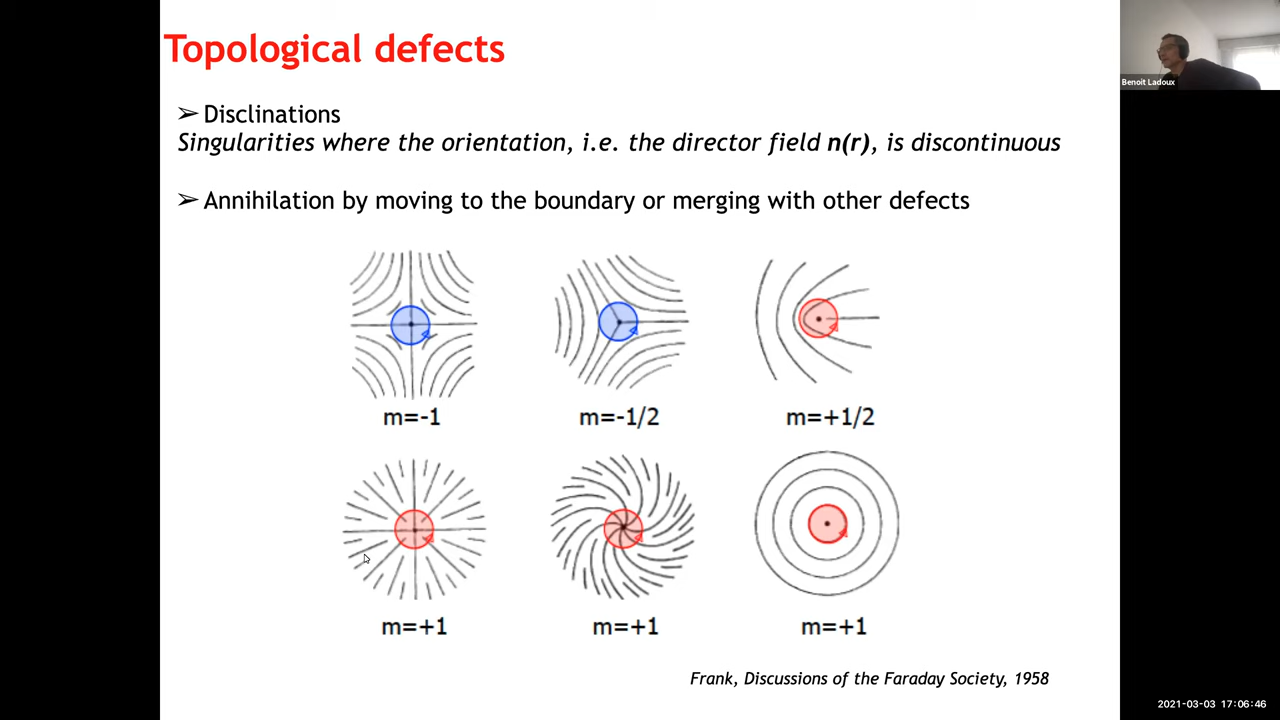 Topological defects
Benoit Ladoux
➢ Disclinations
Singularities where the orientation, i.e. the director field n(r), is discontinuous
➢ Annihilation by moving to the boundary or merging with other defects
m=-1
m=-1/2
m=+1/2
m=+1
m=+1
m=+1
Frank, Discussions of the Faraday Society, 1958
2021-03-03 17:06:46